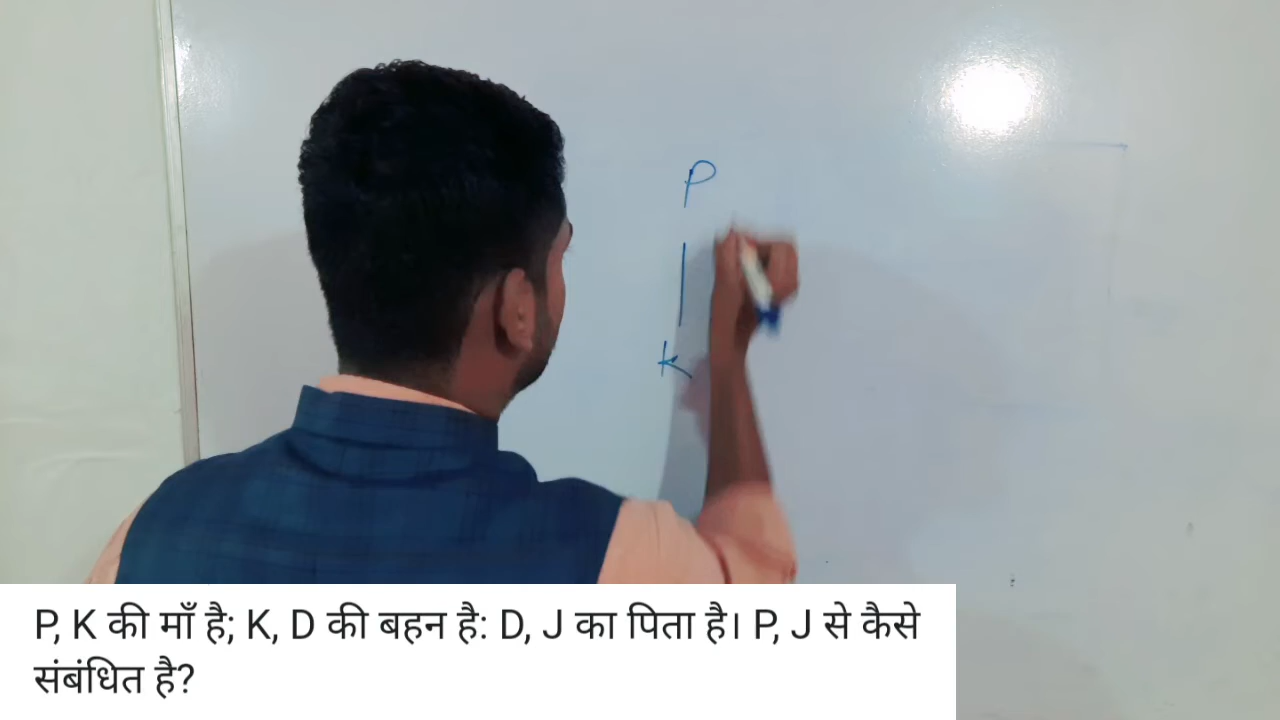 P
K
P, K की माँ है; K, D की बहन है: D, J का पिता है। P, J से कैसे
संबंधित है?